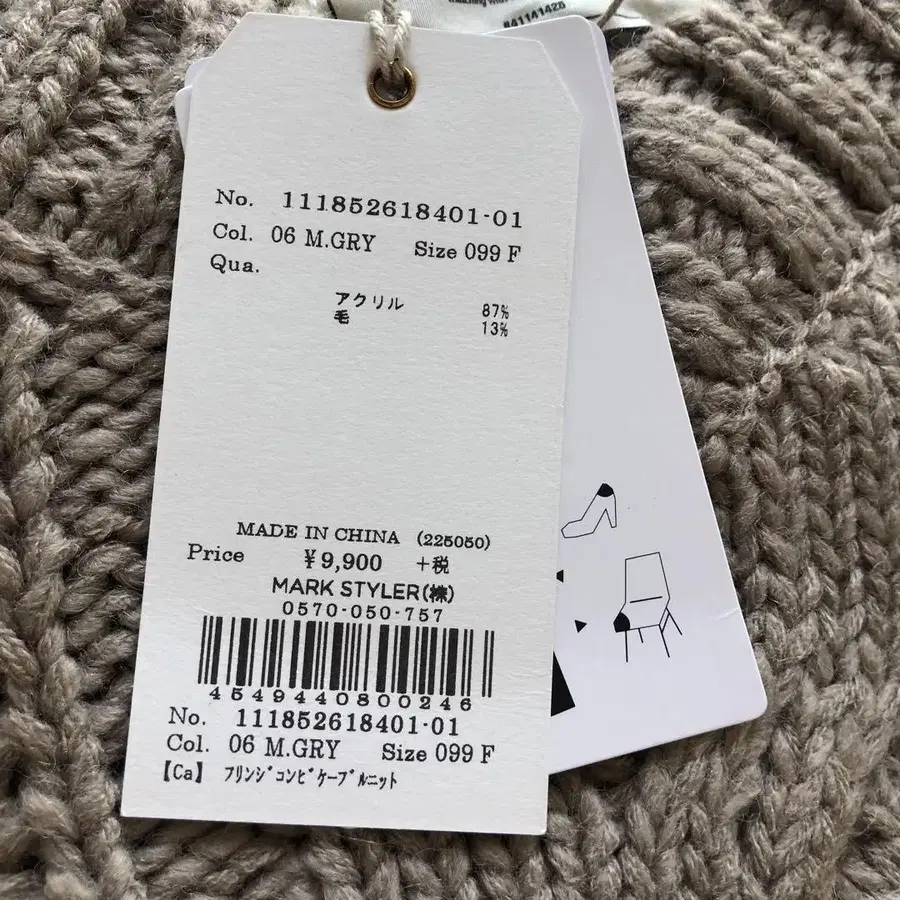 #41141426
No. 111852618401-01
Col. 06 M.GRY Size 099 F
Qua.
アクリル 87%
毛 13%
MADE IN CHINA (225050)
Price ¥9,900 +税
MARK STYLER(株)
0570-050-757
4549440800246
No. 111852618401-01
Col. 06 M.GRY Size 099 F
【Ca】 フリンジコンビケーブルニット